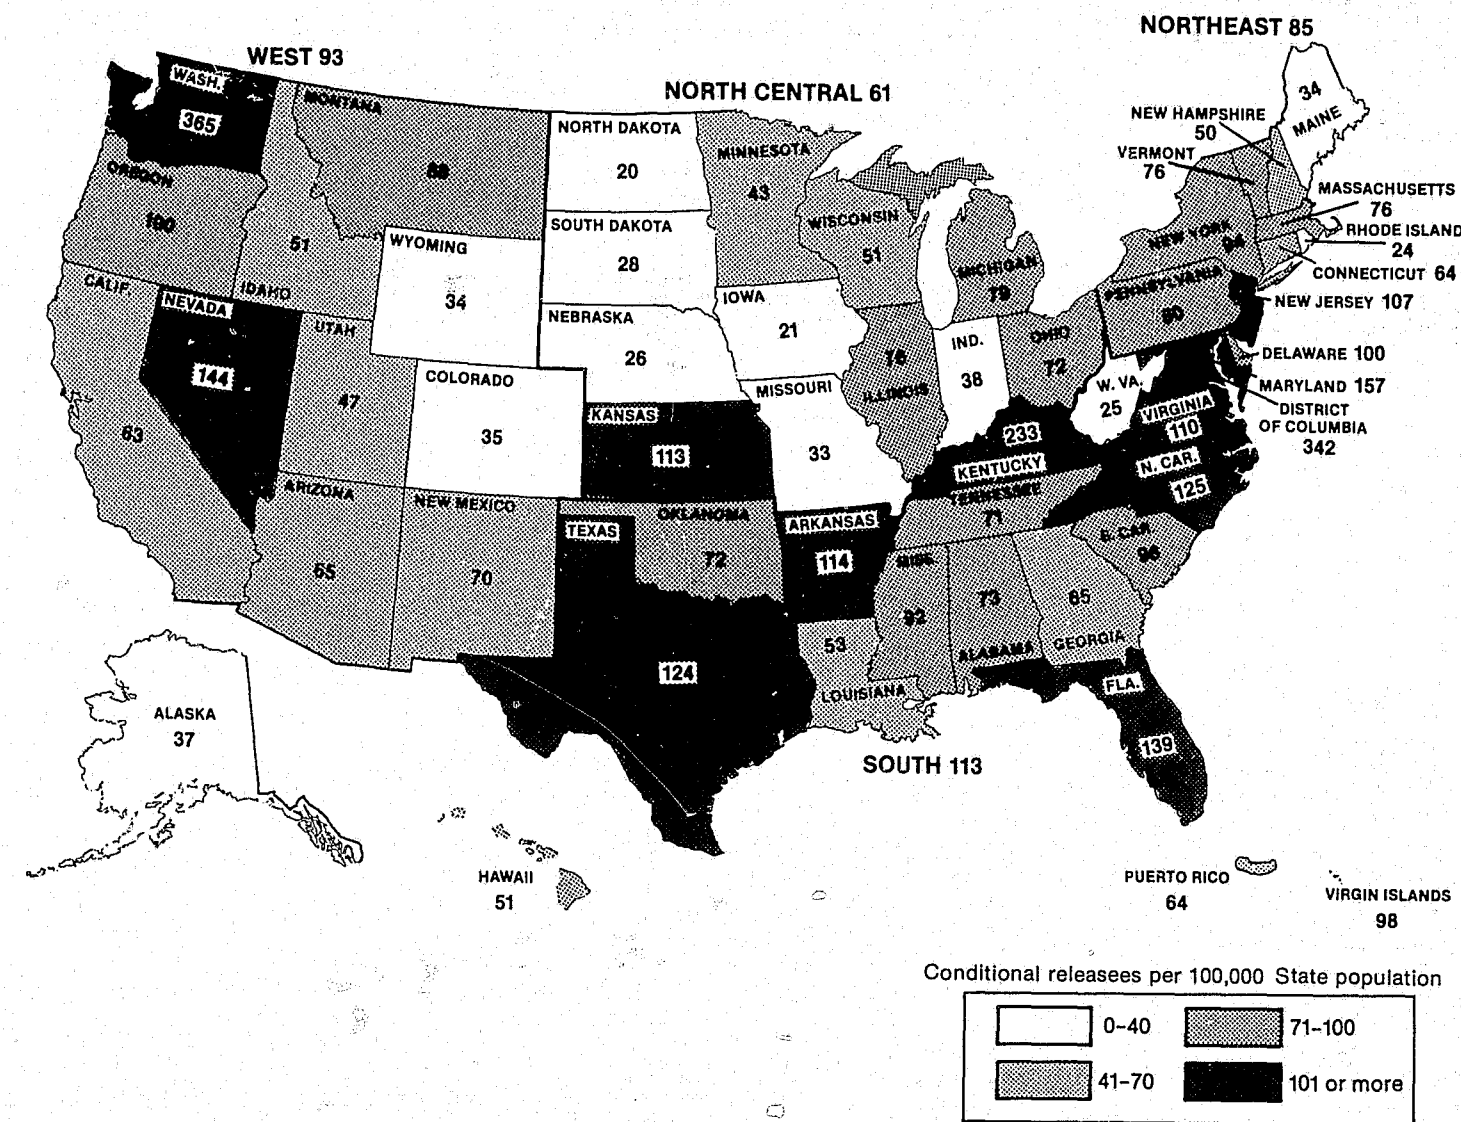 NORTHEAST 85
WEST 93
NORTH CENTRAL 61
WASH.
365
MONTANA
OREGON
100
IDAHO
51
WYOMING
34
NORTH DAKOTA
20
SOUTH DAKOTA
28
NEBRASKA
26
MINNESOTA
43
WISCONSIN
51
IOWA
21
MICHIGAN
79
NEW HAMPSHIRE
50
VERMONT
76
34
MAINE
MASSACHUSETTS
76
RHODE ISLAND
24
CONNECTICUT 64
NEW YORK
94
PENNSYLVANIA
NEW JERSEY 107
DELAWARE 100
MARYLAND 157
DISTRICT
OF COLUMBIA
342
CALIF.
63
NEVADA
144
UTAH
47
COLORADO
35
KANSAS
113
MISSOURI
33
ILLINOIS
IND.
38
OHIO
72
W. VA.
25
VIRGINIA
110
233
KENTUCKY
N. CAR.
125
TENNESSEE
71
S. CAR.
ARIZONA
65
NEW MEXICO
70
TEXAS
124
OKLAHOMA
72
ARKANSAS
114
MISS.
92
73
ALABAMA
65
GEORGIA
53
LOUISIANA
FLA.
139
SOUTH 113
ALASKA
37
HAWAII
51
PUERTO RICO
64
VIRGIN ISLANDS
98
Conditional releasees per 100,000 State population
0–40
71–100
41–70
101 or more